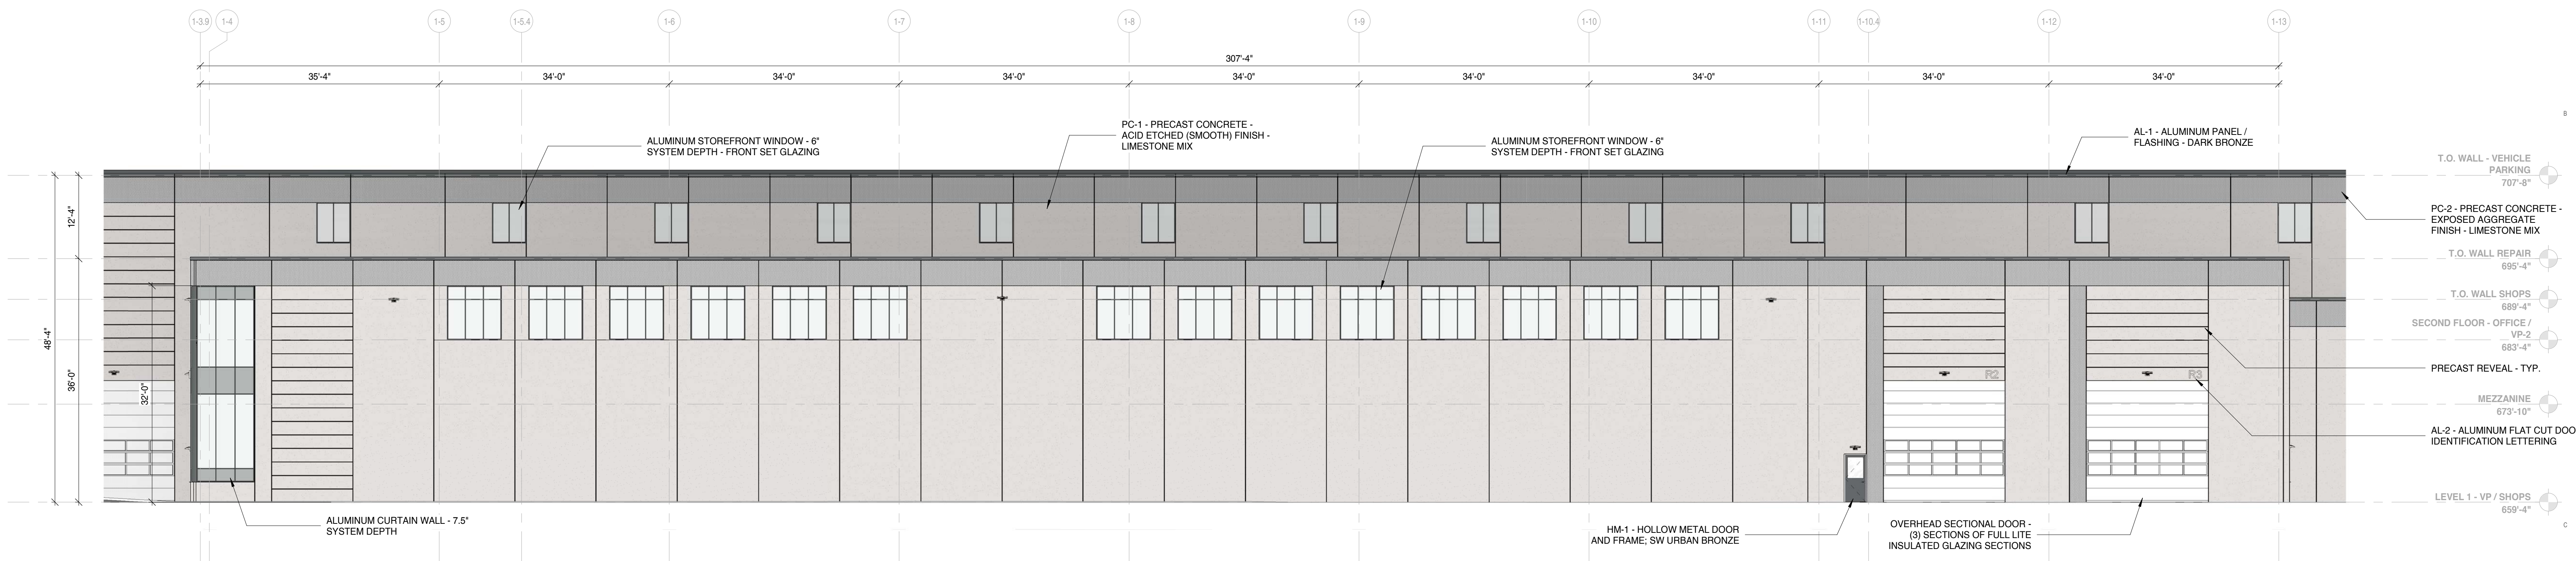 1-3.9
1-4
1-5
1-5.4
1-6
1-7
1-8
1-9
1-10
1-11
1-10.4
1-12
1-13
307'-4"
35'-4"
34'-0"
34'-0"
34'-0"
34'-0"
34'-0"
34'-0"
34'-0"
34'-0"
B
ALUMINUM STOREFRONT WINDOW - 6"
SYSTEM DEPTH - FRONT SET GLAZING
PC-1 - PRECAST CONCRETE -
ACID ETCHED (SMOOTH) FINISH -
LIMESTONE MIX
ALUMINUM STOREFRONT WINDOW - 6"
SYSTEM DEPTH - FRONT SET GLAZING
AL-1 - ALUMINUM PANEL /
FLASHING - DARK BRONZE
T.O. WALL - VEHICLE
PARKING
707'-8"
PC-2 - PRECAST CONCRETE -
EXPOSED AGGREGATE
FINISH - LIMESTONE MIX
T.O. WALL REPAIR
695'-4"
T.O. WALL SHOPS
689'-4"
SECOND FLOOR - OFFICE /
VP-2
683'-4"
PRECAST REVEAL - TYP.
MEZZANINE
673'-10"
AL-2 - ALUMINUM FLAT CUT DOO
IDENTIFICATION LETTERING
LEVEL 1 - VP / SHOPS
659'-4"
C
12'-4"
48'-4"
36'-0"
32'-0"
R2
R3
ALUMINUM CURTAIN WALL - 7.5"
SYSTEM DEPTH
HM-1 - HOLLOW METAL DOOR
AND FRAME; SW URBAN BRONZE
OVERHEAD SECTIONAL DOOR -
(3) SECTIONS OF FULL LITE
INSULATED GLAZING SECTIONS